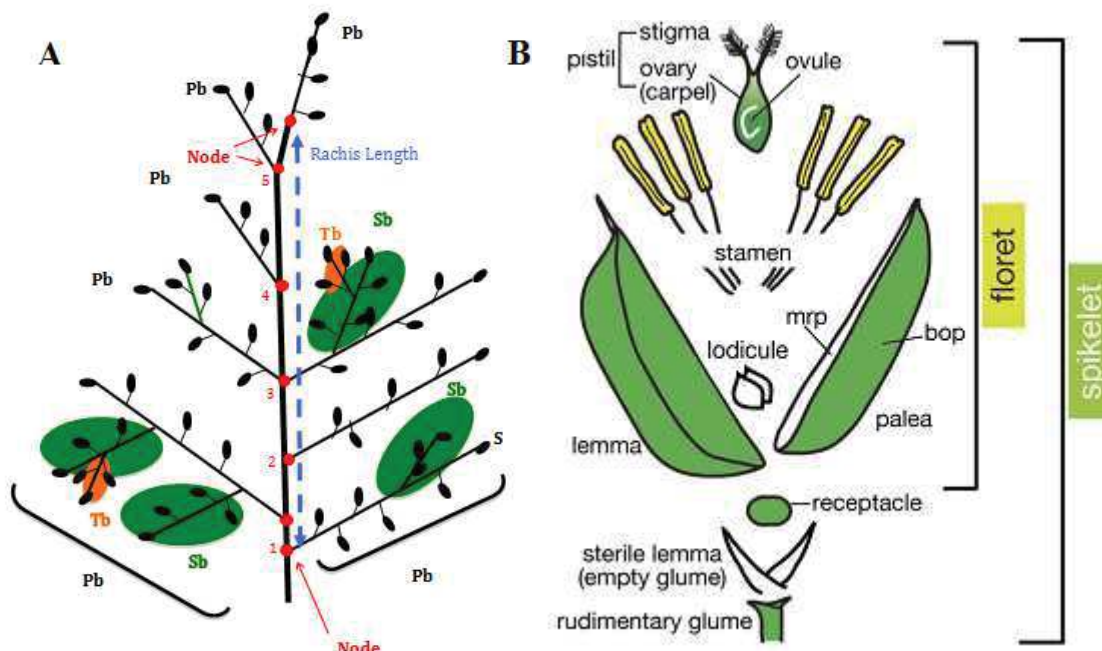 A
Pb
Pb
Node
Rachis Length
5
Pb
Tb
Sb
Pb
4
3
Sb
S
2
Tb
Sb
1
Pb
Pb
Node
B
stigma
pistil
ovary
(carpel)
ovule
stamen
mrp
bop
lodicule
lemma
palea
receptacle
sterile lemma
(empty glume)
rudimentary glume
floret
spikelet